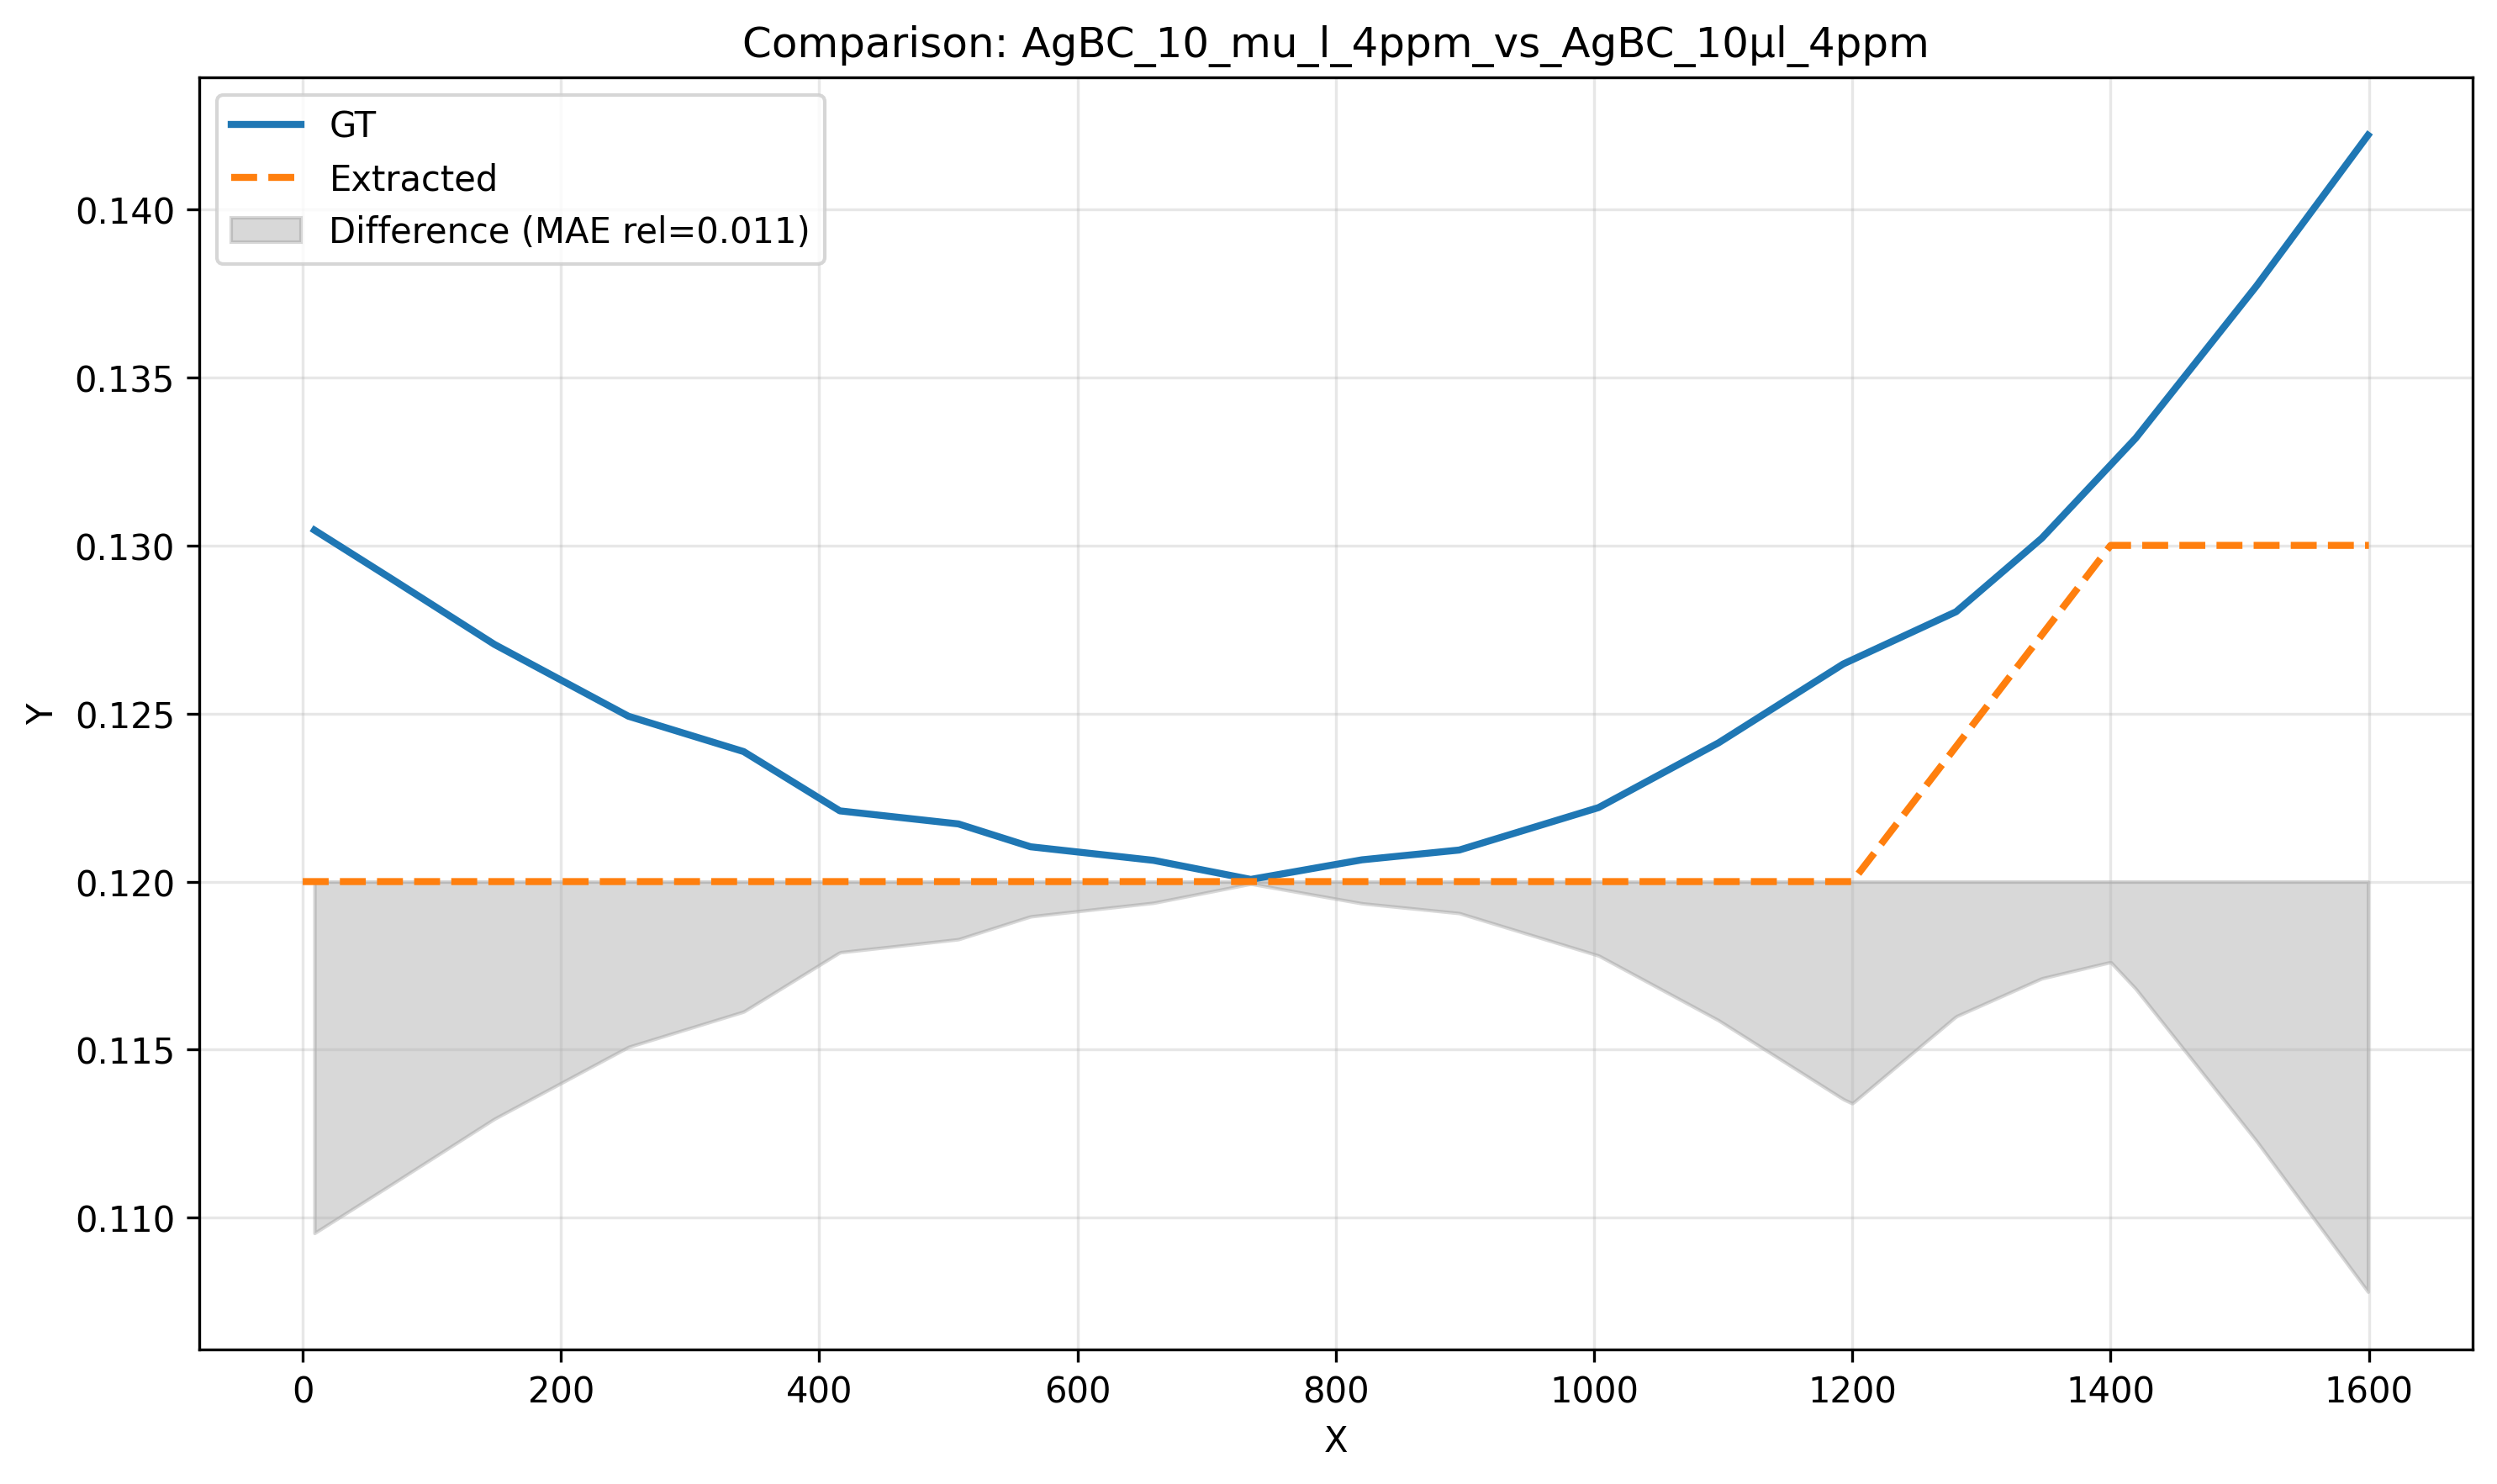 Comparison: AgBC_10_mu_l_4ppm_vs_AgBC_10µl_4ppm
GT
Extracted
Difference (MAE rel=0.011)
Y
0.140
0.135
0.130
0.125
0.120
0.115
0.110
0 200 400 600 800 1000 1200 1400 1600
X